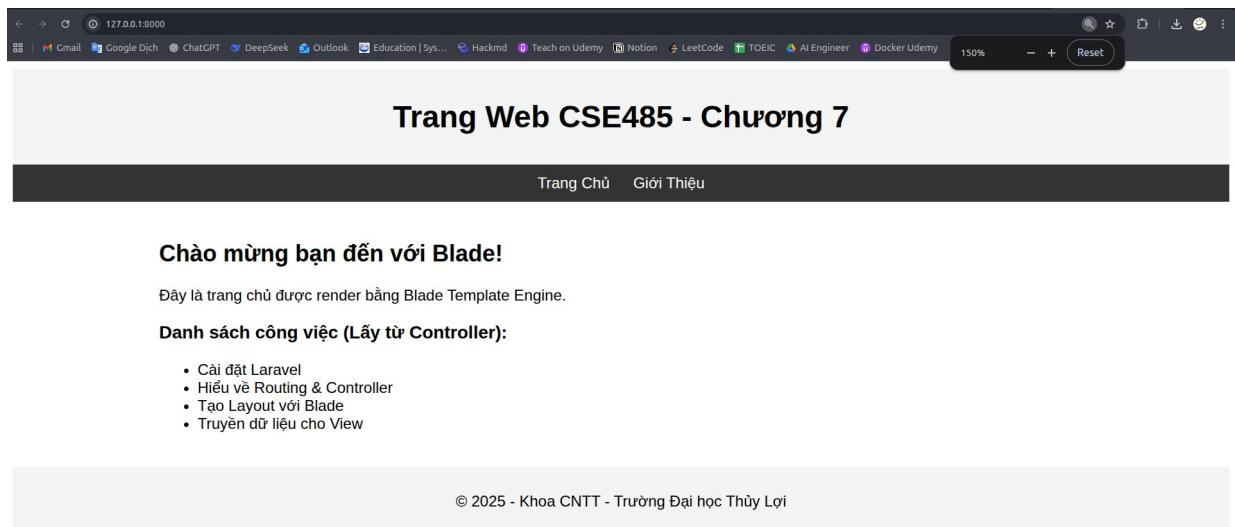 127.0.0.1:8000
M Gmail Google Dịch ChatGPT DeepSeek Outlook Education | Sys... Hackmd Teach on Udemy Notion LeetCode TOEIC AI Engineer Docker Udemy
150% − + Reset
Trang Web CSE485 - Chương 7
Trang Chủ Giới Thiệu
Chào mừng bạn đến với Blade!
Đây là trang chủ được render bằng Blade Template Engine.
Danh sách công việc (Lấy từ Controller):
• Cài đặt Laravel
• Hiểu về Routing & Controller
• Tạo Layout với Blade
• Truyền dữ liệu cho View
© 2025 - Khoa CNTT - Trường Đại học Thủy Lợi